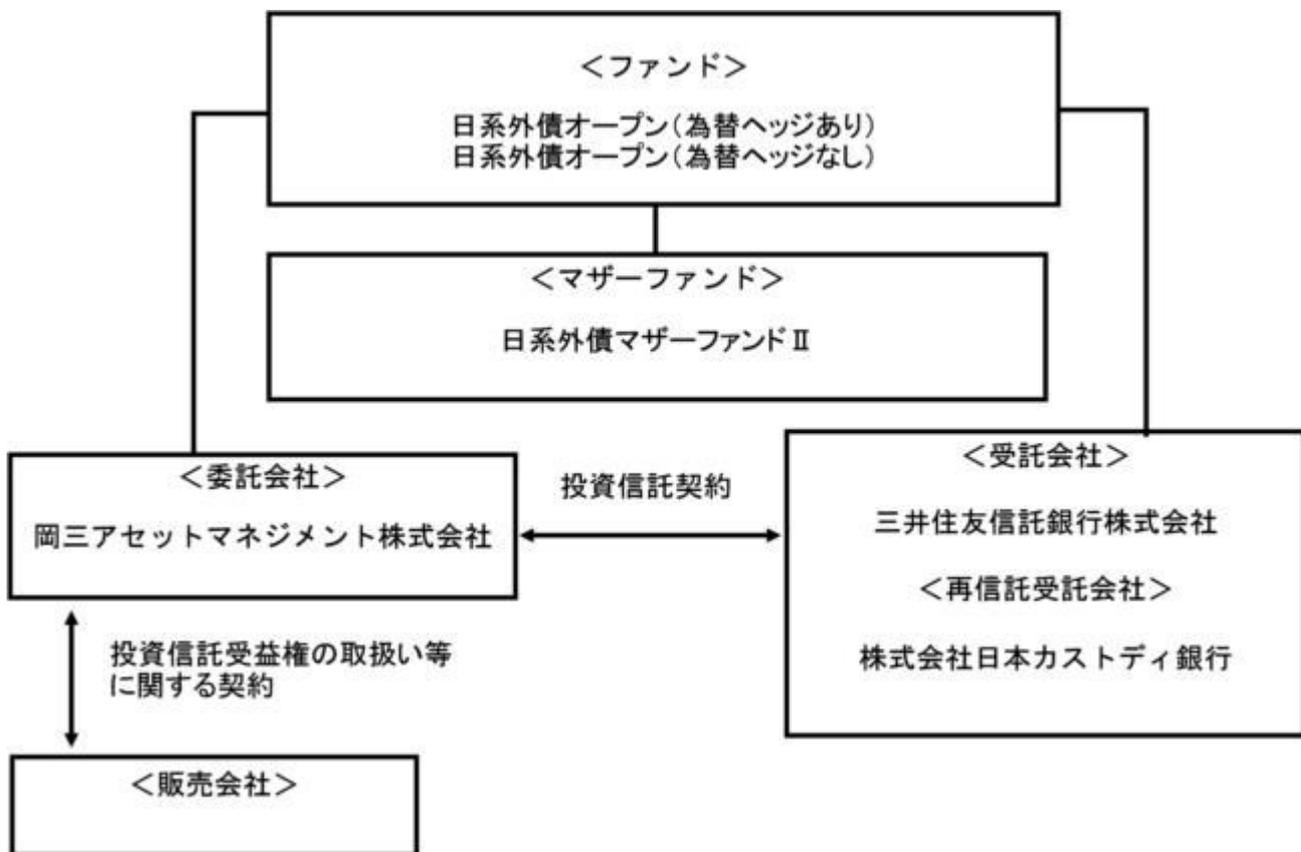 ＜ファンド＞
日系外債オープン（為替ヘッジあり）
日系外債オープン（為替ヘッジなし）
＜マザーファンド＞
日系外債マザーファンドⅡ
＜委託会社＞
岡三アセットマネジメント株式会社
投資信託契約
＜受託会社＞
三井住友信託銀行株式会社
＜再信託受託会社＞
株式会社日本カストディ銀行
投資信託受益権の取扱い等
に関する契約
＜販売会社＞